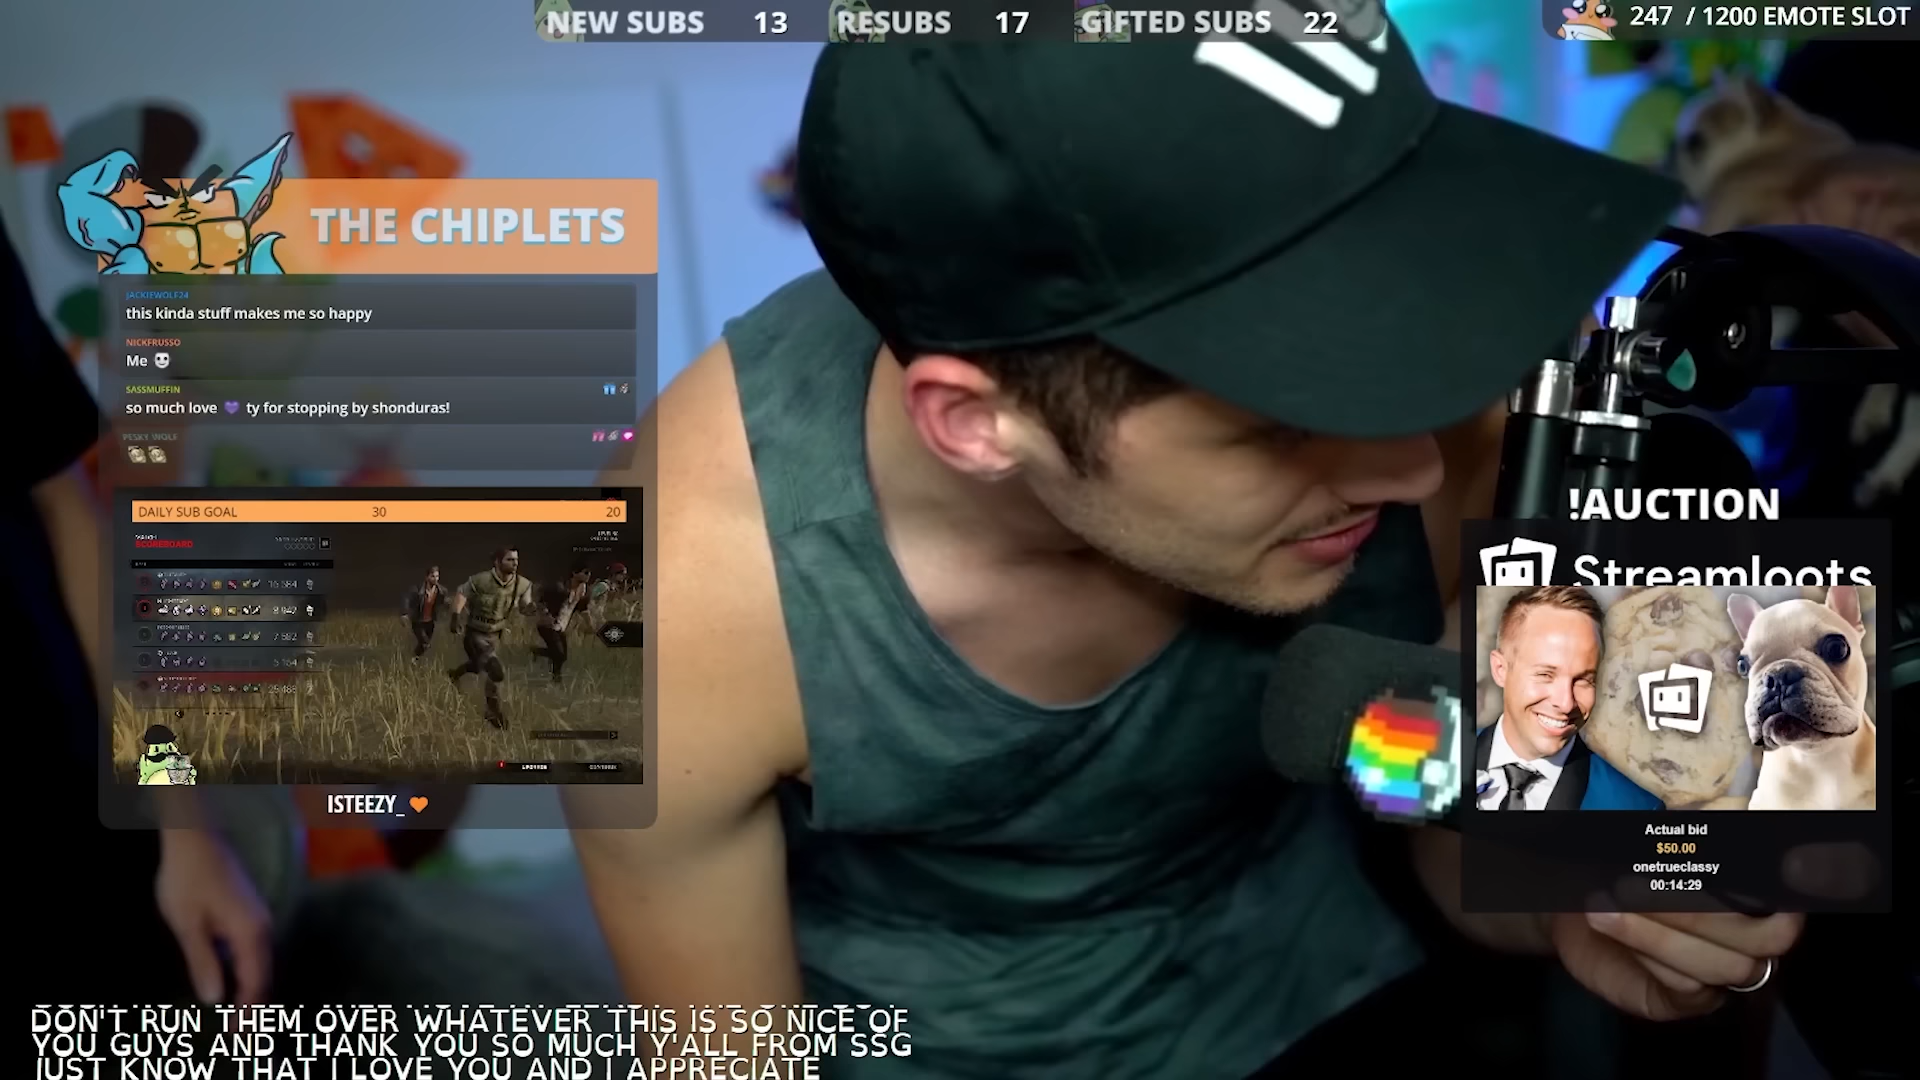 NEW SUBS 13
RESUBS 17
GIFTED SUBS 22
247 / 1200 EMOTE SLOT
THE CHIPLETS
JACKIEWOLF24
this kinda stuff makes me so happy
NICKFRUSSO
Me
SASSMUFFIN
so much love ty for stopping by shonduras!
PESKY WOLF
DAILY SUB GOAL 30 20
SCOREBOARD
ISTEEZY_
!AUCTION
Streamloots
Actual bid
$50.00
onetrueclassy
00:14:29
DON'T RUN THEM OVER WHATEVER THIS IS SO NICE OF
YOU GUYS AND THANK YOU SO MUCH Y'ALL FROM SSG
JUST KNOW THAT I LOVE YOU AND I APPRECIATE